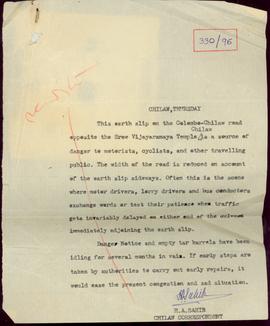 330/96
CHILAW, THURSDAY
This earth slip on the Colombo-Chilaw road
Chilaw
opposite the Sree Vijayaramaya Temple, is a source of
danger to motorists, cyclists, and other travelling
public. The width of the road is reduced on account
of the earth slip sideways. Often this is the scene
where motor drivers, lorry drivers and bus conductors
exchange words or test their patience when traffic
gets invariably delayed on either end of the
immediately adjoining the earth slip.
Danger Notice and empty tar barrels have been
idling for several months in vain. If early steps are
taken by authorities to carry out early repairs, it
would ease the present congestion and sad situation.
R.A.SAHIB
CHILAW CORRESPONDENT